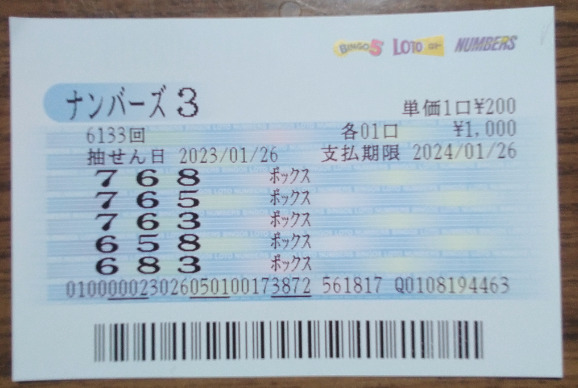 BINGO5 LOTO NUMBERS
ナンバーズ3
単価1口¥200
6133回 各01口 ¥1,000
抽せん日 2023/01/26 支払期限 2024/01/26
7 6 8 ボックス
7 6 5 ボックス
7 6 3 ボックス
6 5 8 ボックス
6 8 3 ボックス
010000023026050100173872 561817 Q0108194463